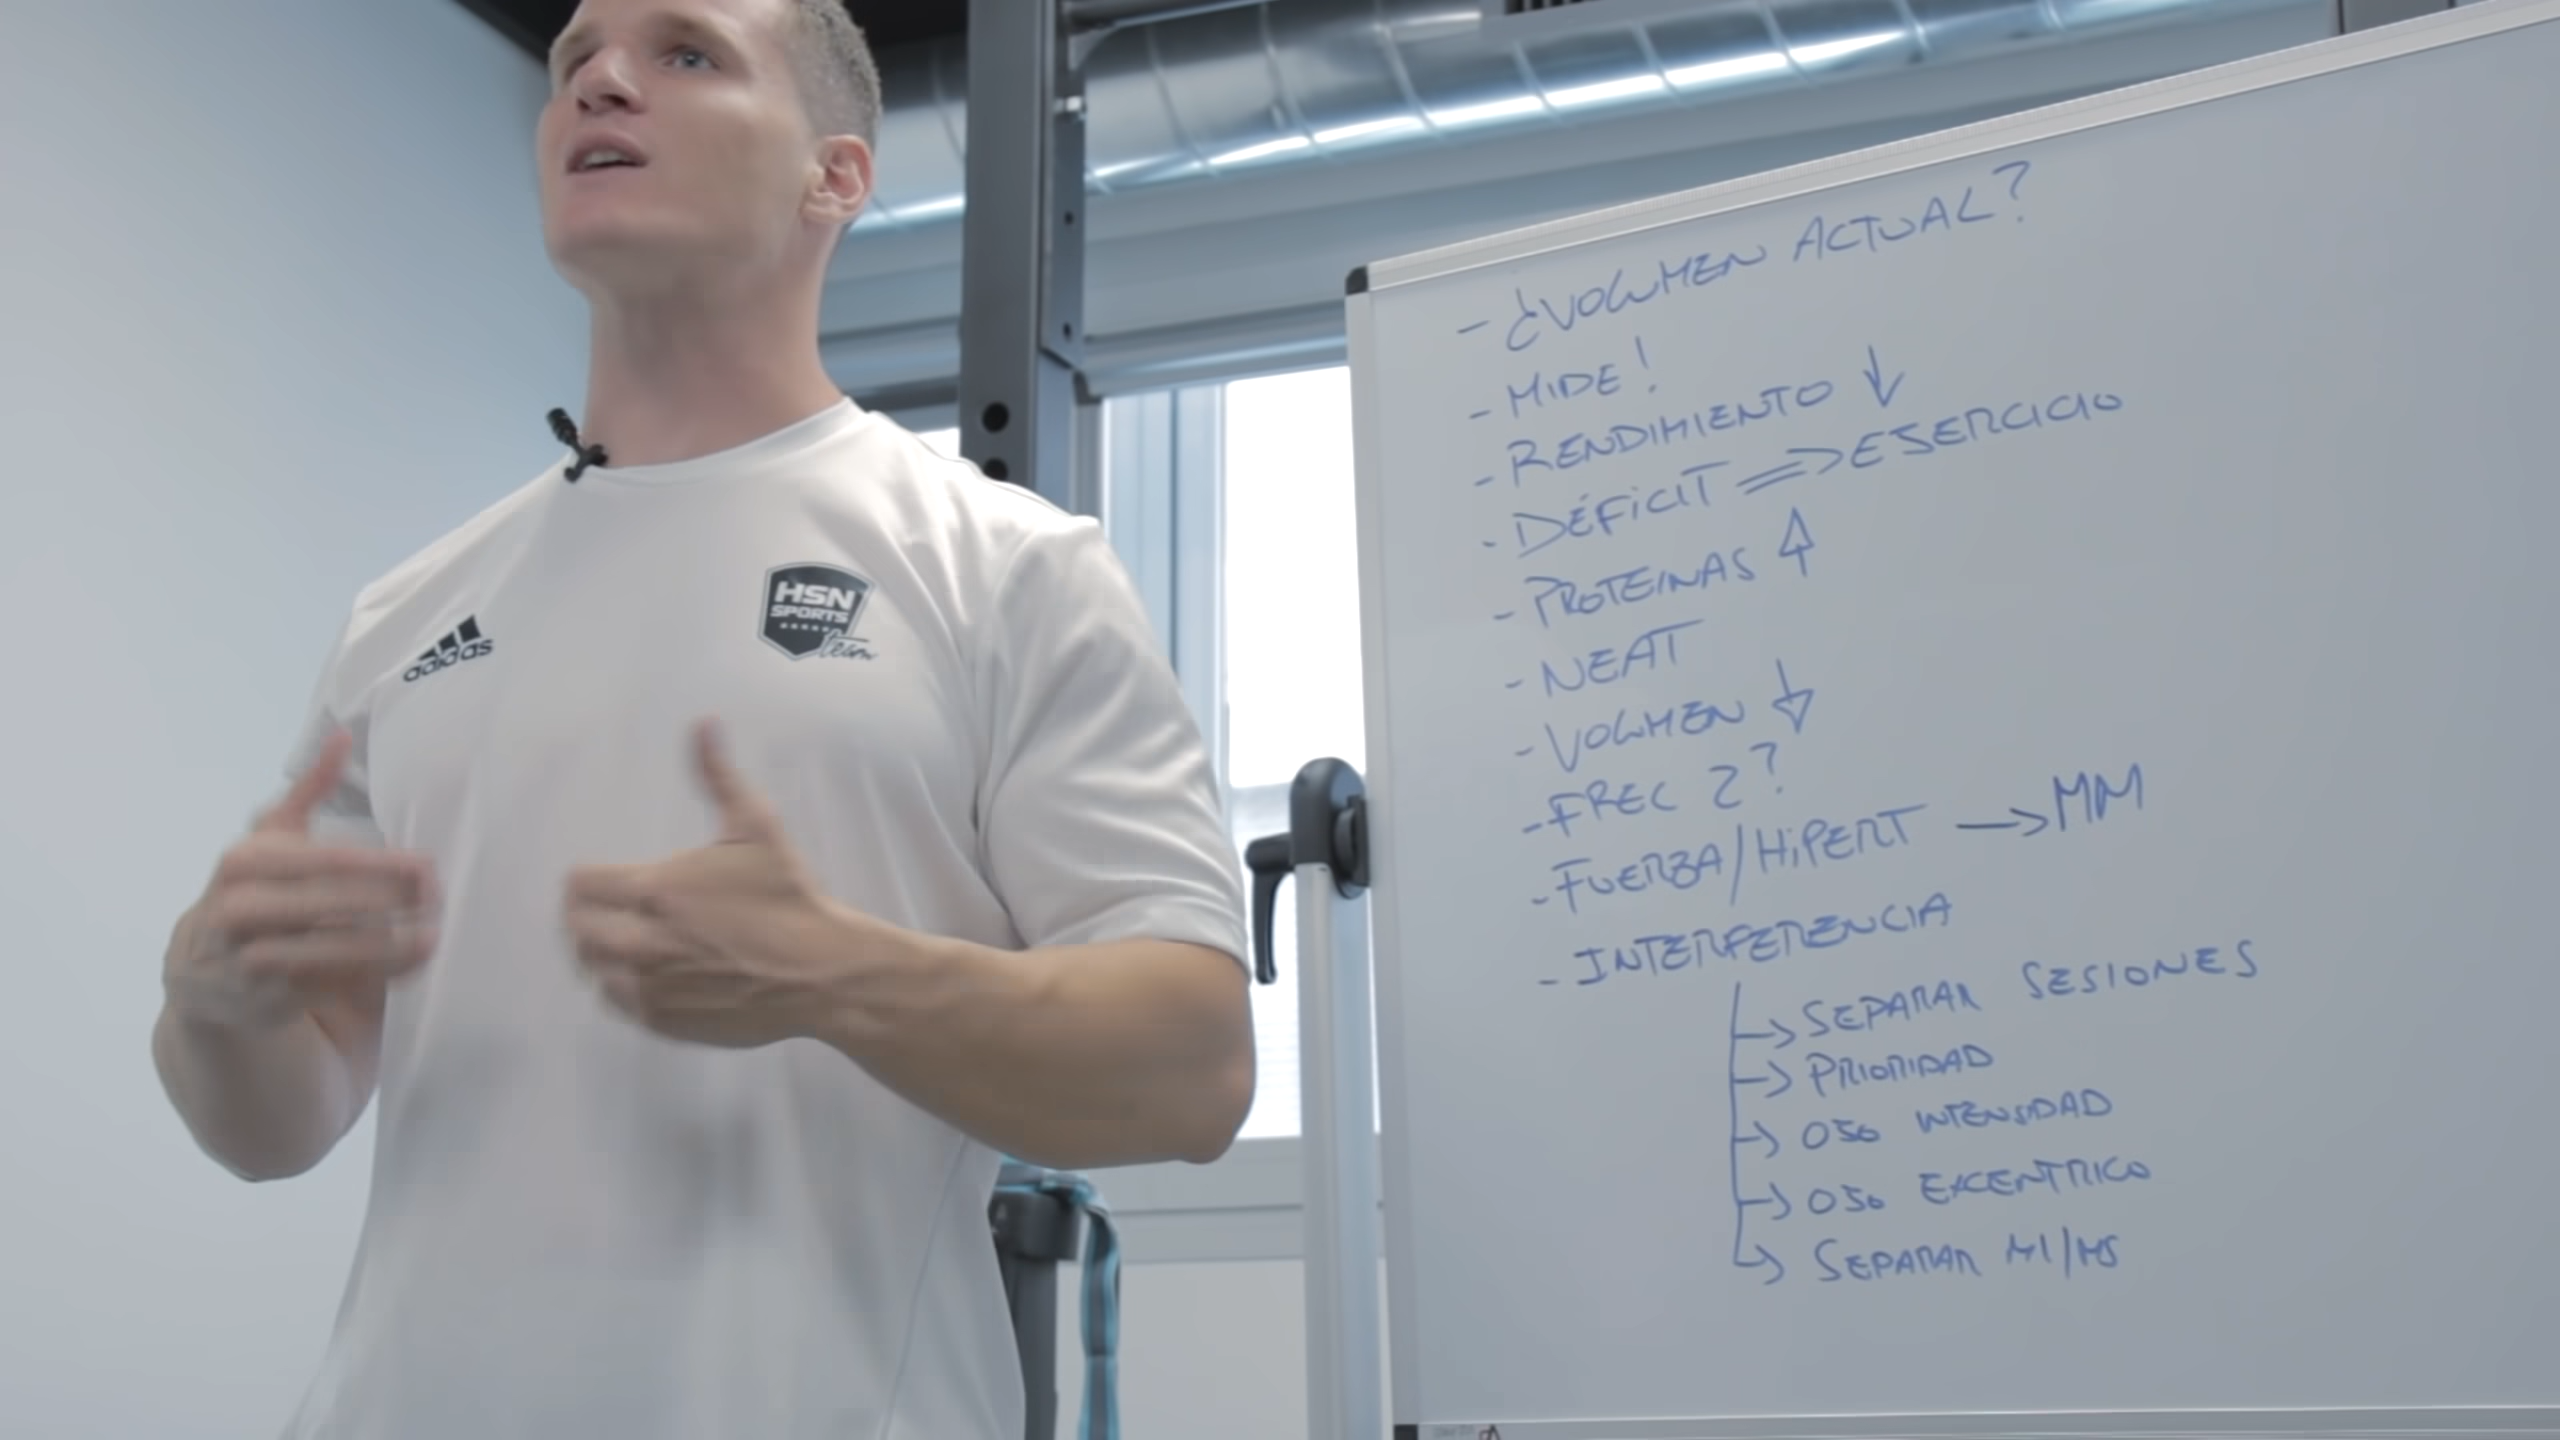 - ¿VOLUMEN ACTUAL?
- MIDE!
- RENDIMIENTO ↓
- DÉFICIT => EJERCICIO
- PROTEINAS ↑
- NEAT
- VOLUMEN ↓
- FREC 2?
- FUERZA/HIPERT → MM
- INTERFERENCIA
→ SEPARAR SESIONES
→ PRIORIDAD
→ OJO INTENSIDAD
→ OJO EXCENTRICO
→ SEPARAR MI/MS
adidas
HSN
SPORTS
team